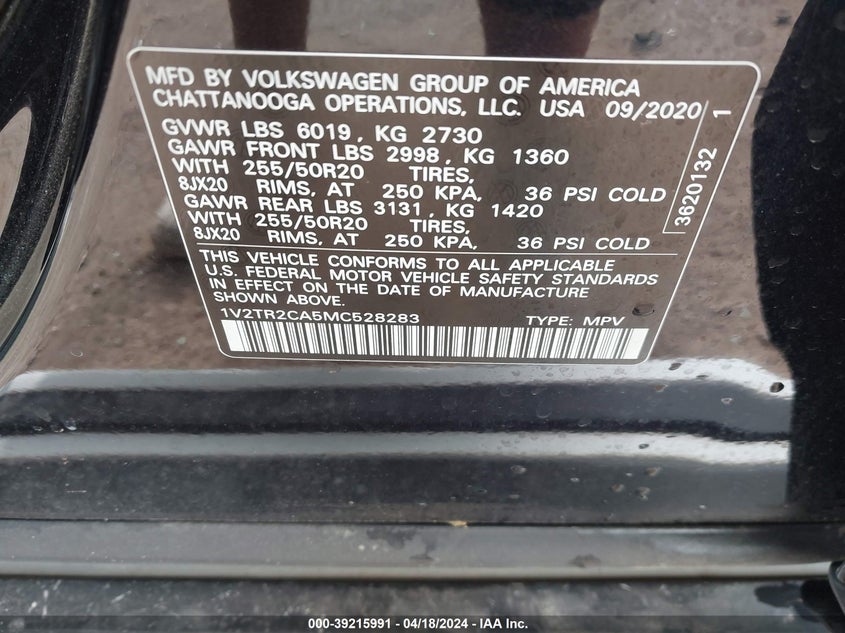 MFD BY VOLKSWAGEN GROUP OF AMERICA
CHATTANOOGA OPERATIONS, LLC. USA 09/2020
GVWR LBS 6019, KG 2730
GAWR FRONT LBS 2998, KG 1360
WITH 255/50R20 TIRES,
8JX20 RIMS, AT 250 KPA, 36 PSI COLD
GAWR REAR LBS 3131, KG 1420
WITH 255/50R20 TIRES,
8JX20 RIMS, AT 250 KPA, 36 PSI COLD
THIS VEHICLE CONFORMS TO ALL APPLICABLE
U.S. FEDERAL MOTOR VEHICLE SAFETY STANDARDS
IN EFFECT ON THE DATE OF MANUFACTURE
SHOWN ABOVE.
1V2TR2CA5MC528283 TYPE: MPV
3620132 1
000-39215991 - 04/18/2024 - IAA Inc.